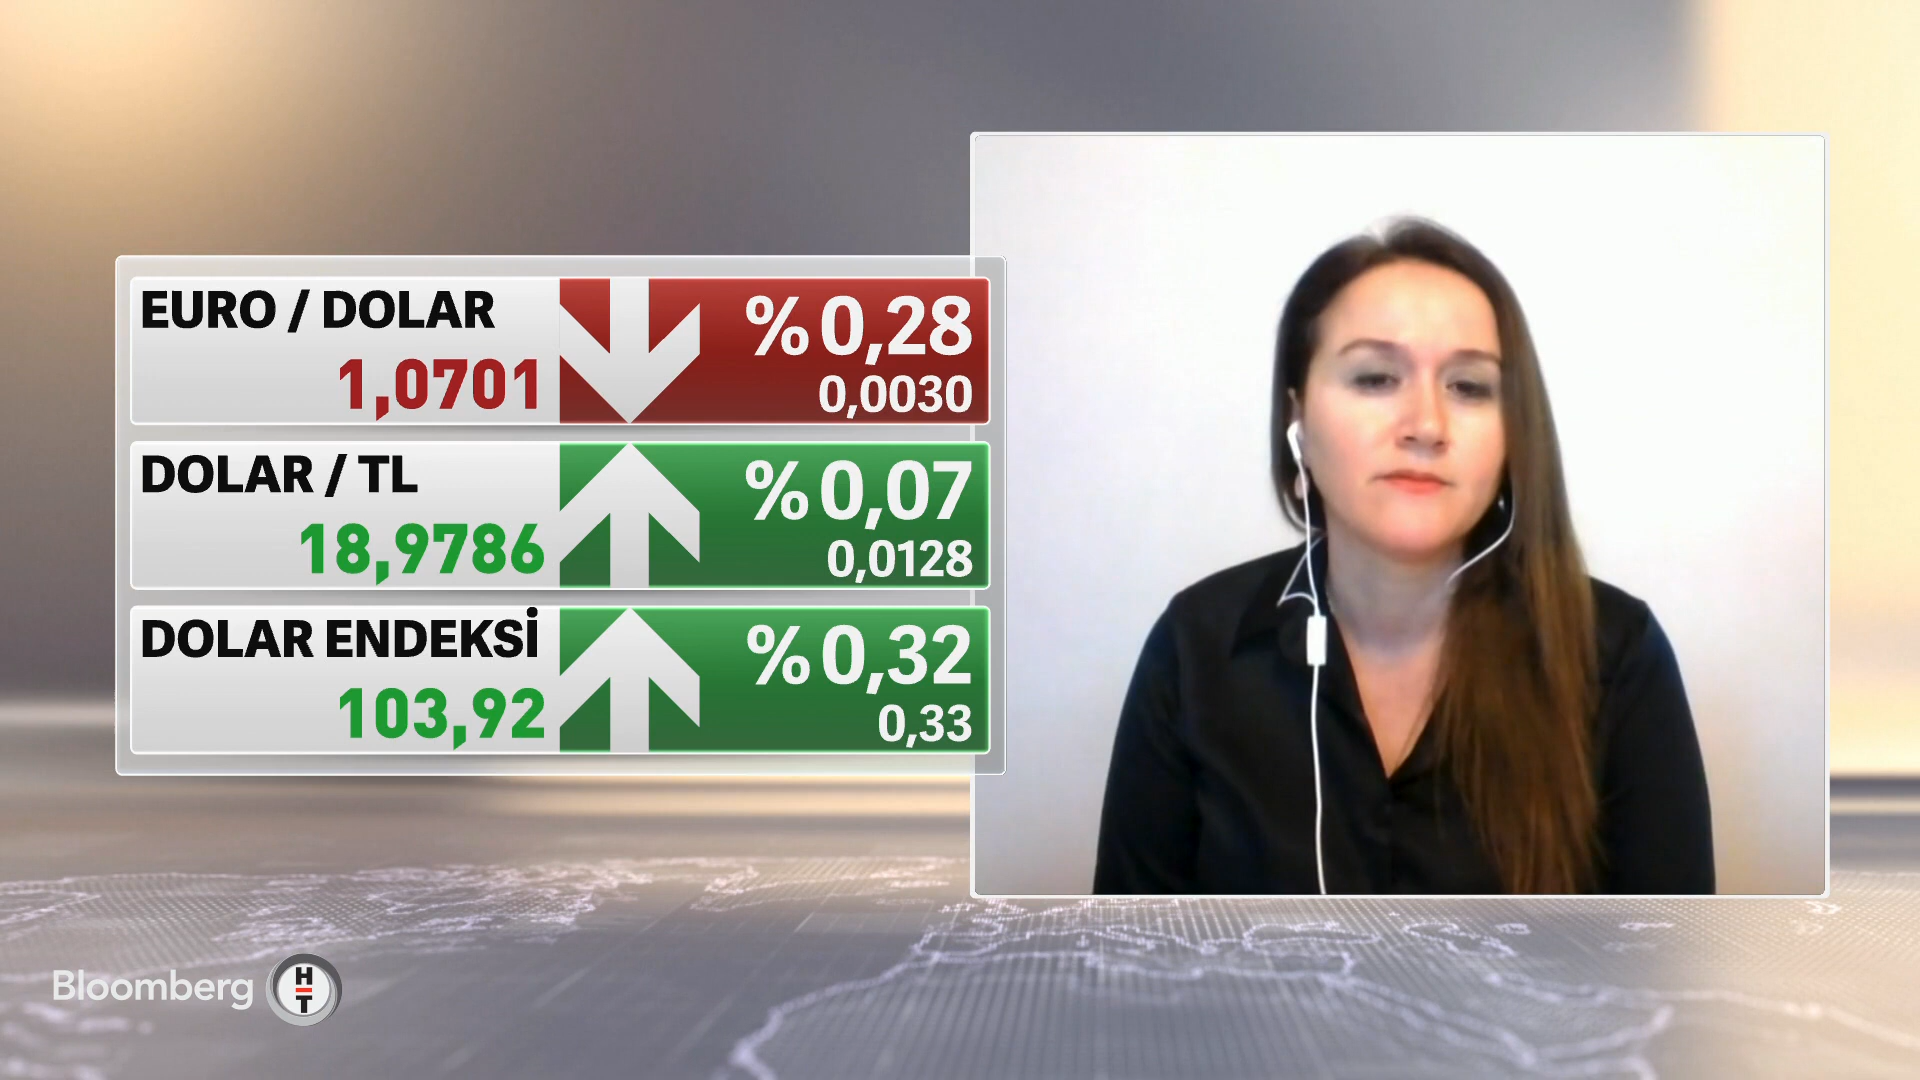 EURO / DOLAR
1,0701
%0,28
0,0030
DOLAR / TL
18,9786
%0,07
0,0128
DOLAR ENDEKSİ
103,92
%0,32
0,33
Bloomberg HT